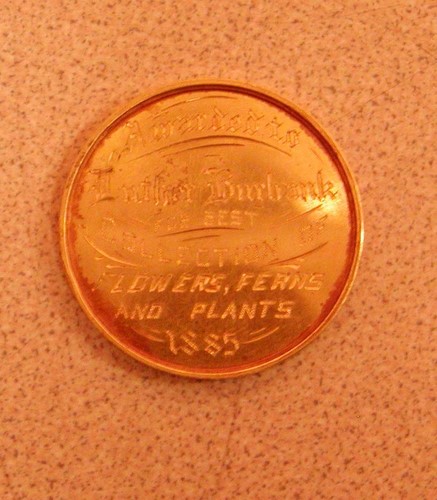 Awarded to
Luther Burbank
FOR BEST
COLLECTION OF
FLOWERS, FERNS
AND PLANTS
1885